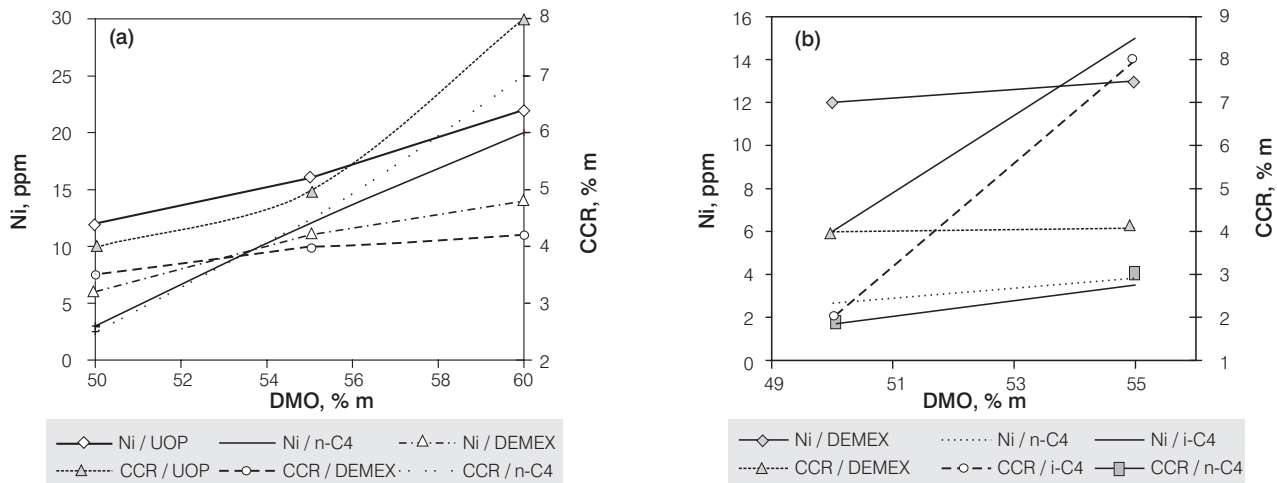 (a)
Ni, ppm
30
25
20
15
10
5
0
8
7
6
5
4
3
2
CCR, % m
50 52 54 56 58 60
DMO, % m
Ni / UOP Ni / n-C4 Ni / DEMEX
CCR / UOP CCR / DEMEX CCR / n-C4
(b)
Ni, ppm
16
14
12
10
8
6
4
2
0
9
8
7
6
5
4
3
2
1
CCR, % m
49 51 53 55
DMO, % m
Ni / DEMEX Ni / n-C4 Ni / i-C4
CCR / DEMEX CCR / i-C4 CCR / n-C4